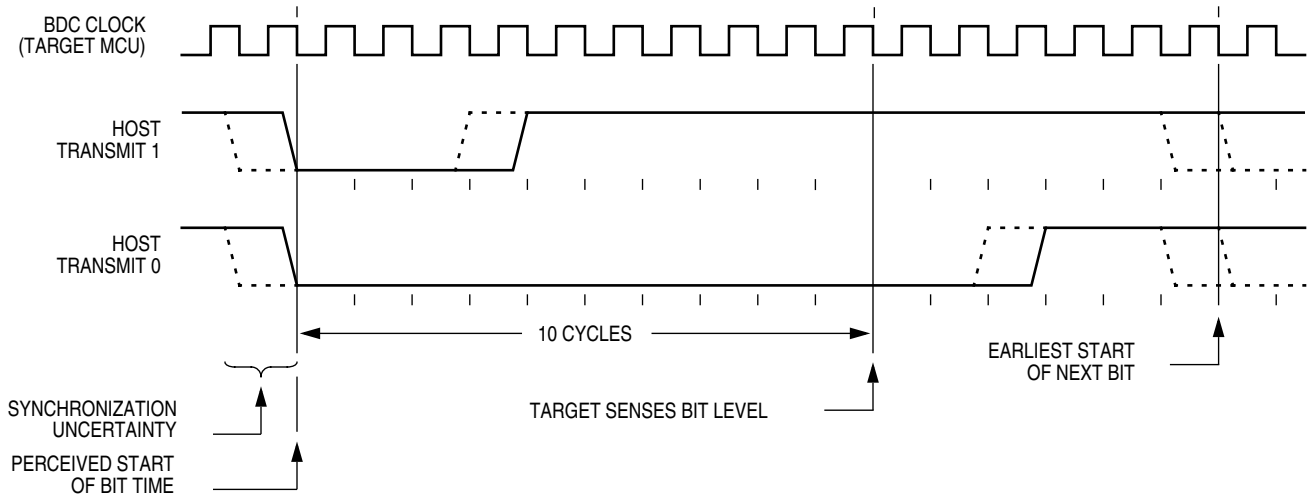 BDC CLOCK
(TARGET MCU)
HOST
TRANSMIT 1
HOST
TRANSMIT 0
10 CYCLES
EARLIEST START
OF NEXT BIT
TARGET SENSES BIT LEVEL
SYNCHRONIZATION
UNCERTAINTY
PERCEIVED START
OF BIT TIME